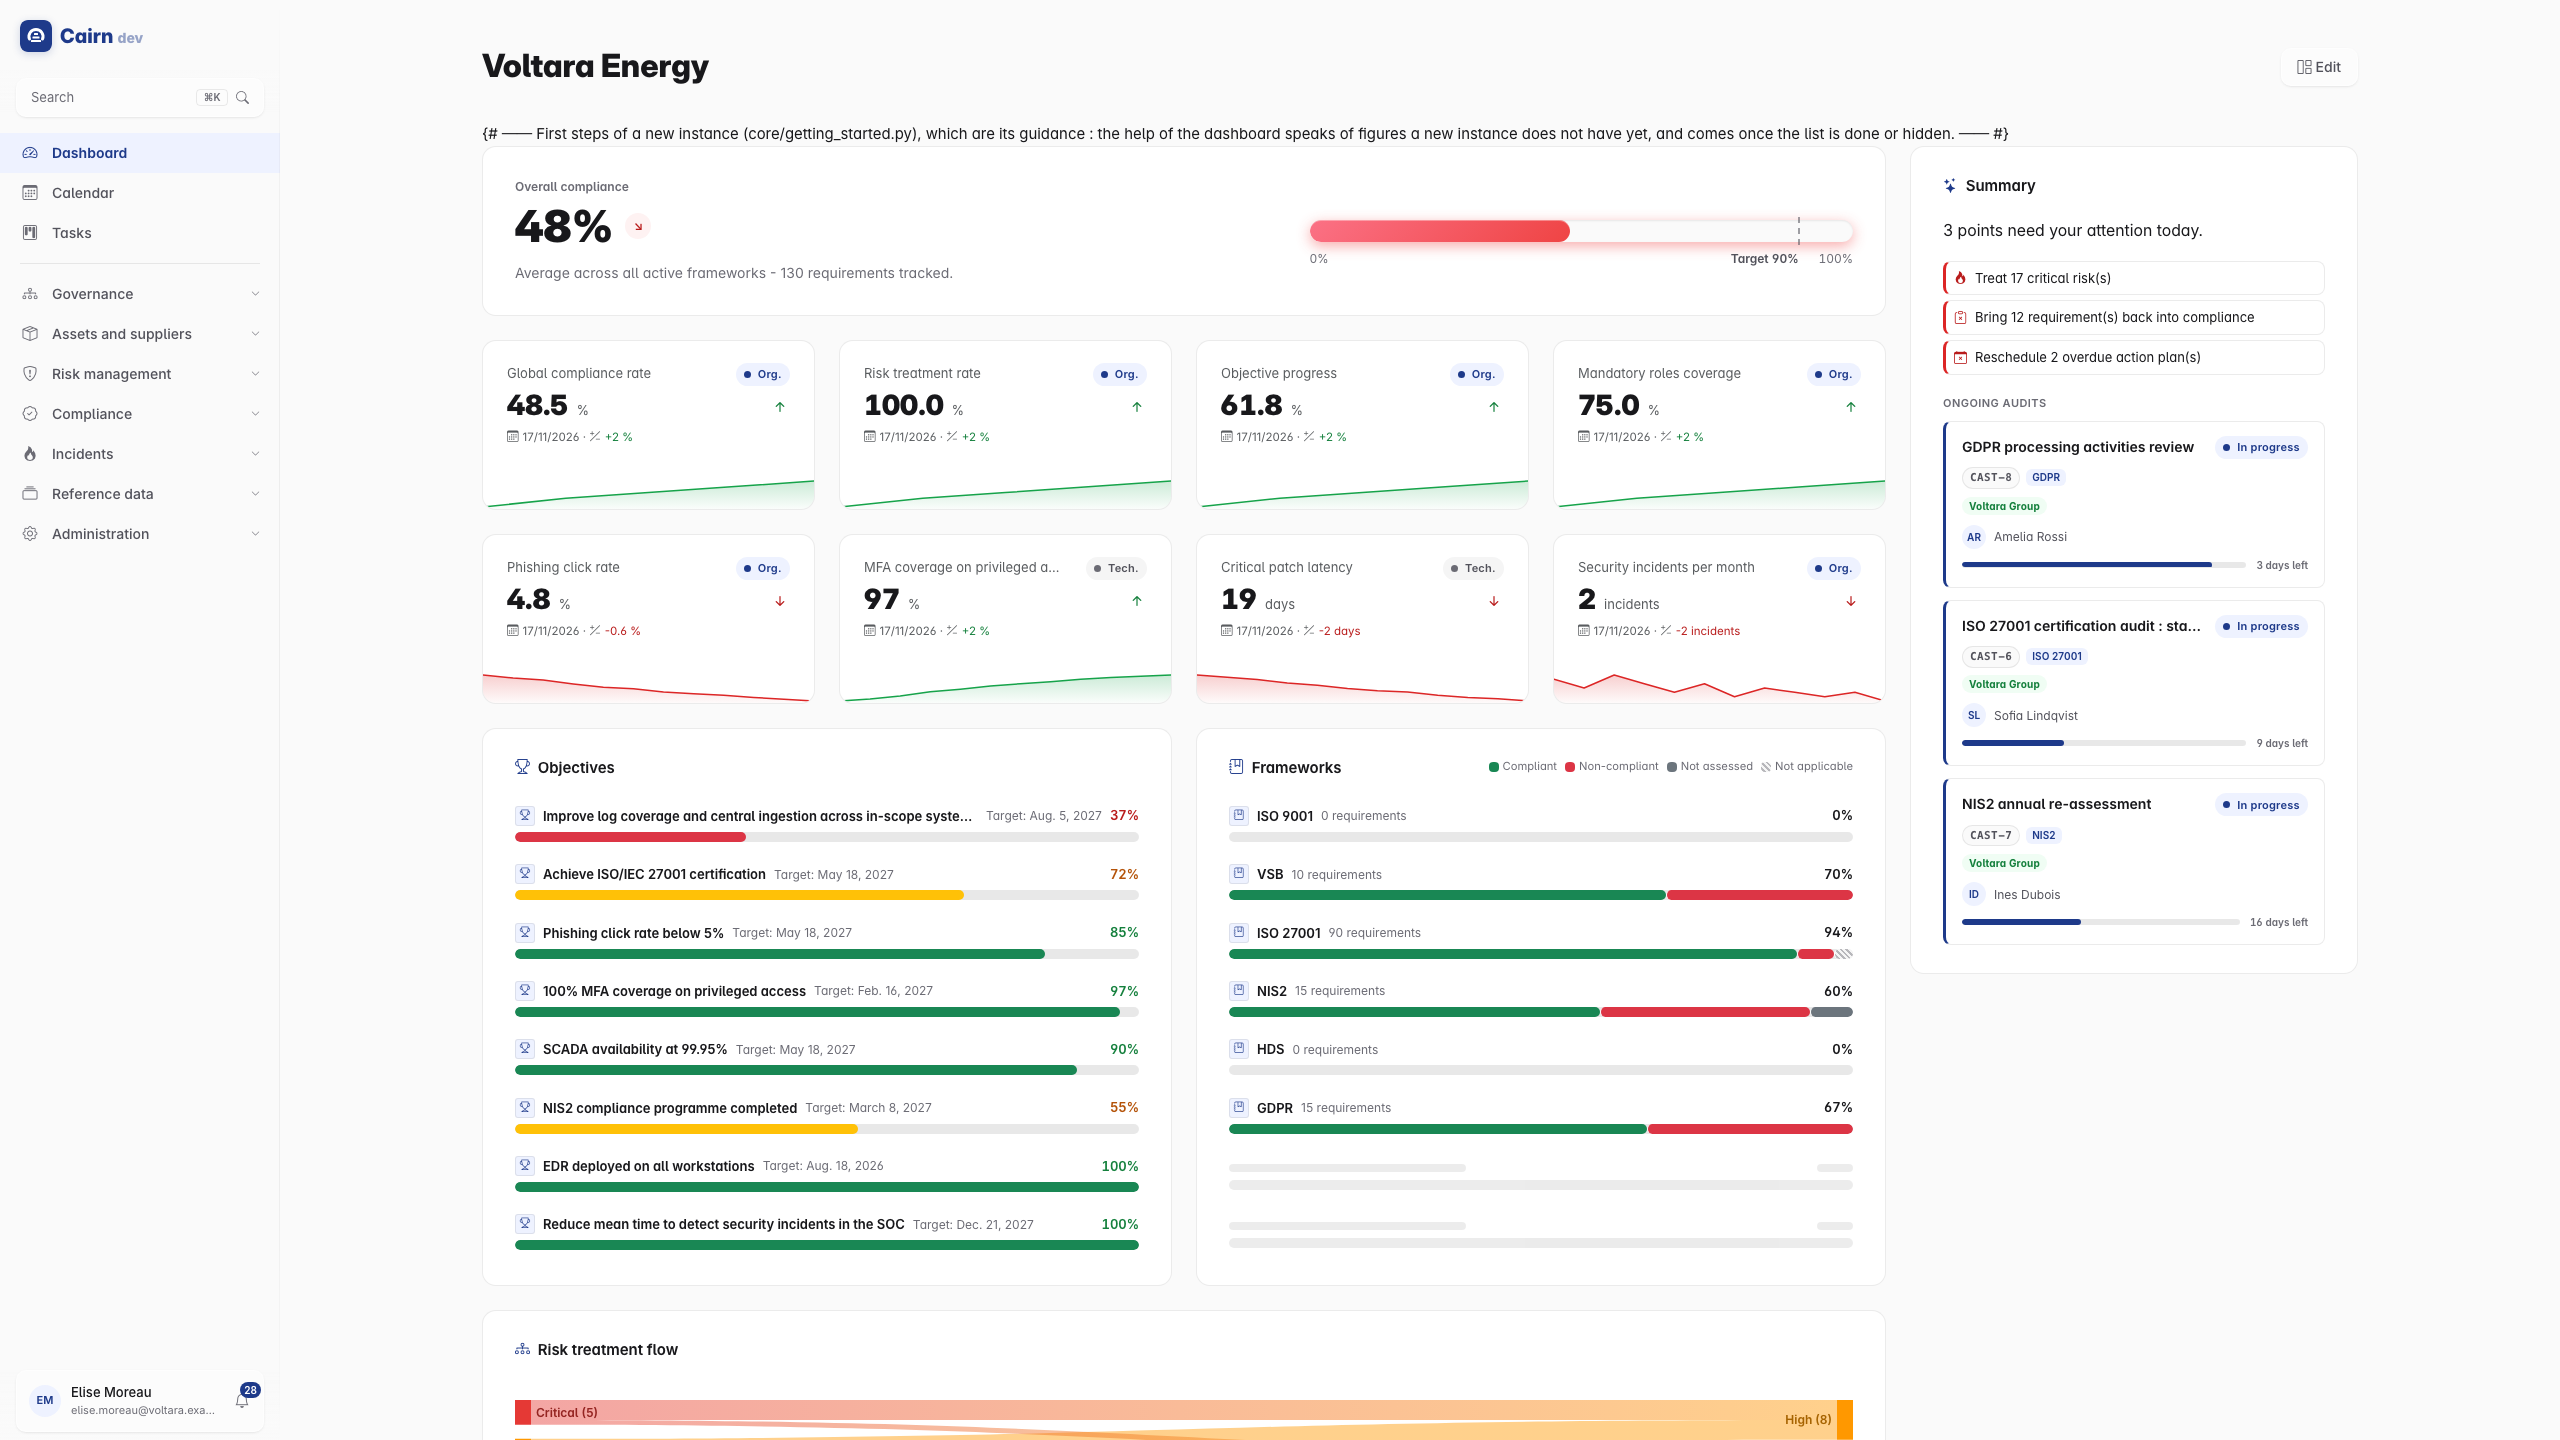 Cairn dev
Search ⌘K
Dashboard
Calendar
Tasks
Governance
Assets and suppliers
Risk management
Compliance
Incidents
Reference data
Administration
EM
Elise Moreau
elise.moreau@voltara.exa...
28
Voltara Energy
Edit
{# —— First steps of a new instance (core/getting_started.py), which are its guidance : the help of the dashboard speaks of figures a new instance does not have yet, and comes once the list is done or hidden. —— #}
Overall compliance
48%
Average across all active frameworks - 130 requirements tracked.
0% Target 90% 100%
Global compliance rate Org.
48.5 %
17/11/2026 · +2 %
Risk treatment rate Org.
100.0 %
17/11/2026 · +2 %
Objective progress Org.
61.8 %
17/11/2026 · +2 %
Mandatory roles coverage Org.
75.0 %
17/11/2026 · +2 %
Phishing click rate Org.
4.8 %
17/11/2026 · -0.6 %
MFA coverage on privileged a... Tech.
97 %
17/11/2026 · +2 %
Critical patch latency Tech.
19 days
17/11/2026 · -2 days
Security incidents per month Org.
2 incidents
17/11/2026 · -2 incidents
Objectives
Improve log coverage and central ingestion across in-scope syste... Target: Aug. 5, 2027 37%
Achieve ISO/IEC 27001 certification Target: May 18, 2027 72%
Phishing click rate below 5% Target: May 18, 2027 85%
100% MFA coverage on privileged access Target: Feb. 16, 2027 97%
SCADA availability at 99.95% Target: May 18, 2027 90%
NIS2 compliance programme completed Target: March 8, 2027 55%
EDR deployed on all workstations Target: Aug. 18, 2026 100%
Reduce mean time to detect security incidents in the SOC Target: Dec. 21, 2027 100%
Frameworks
Compliant Non-compliant Not assessed Not applicable
ISO 9001 0 requirements 0%
VSB 10 requirements 70%
ISO 27001 90 requirements 94%
NIS2 15 requirements 60%
HDS 0 requirements 0%
GDPR 15 requirements 67%
Risk treatment flow
Critical (5)
High (8)
Summary
3 points need your attention today.
Treat 17 critical risk(s)
Bring 12 requirement(s) back into compliance
Reschedule 2 overdue action plan(s)
ONGOING AUDITS
GDPR processing activities review In progress
CAST-8 GDPR
Voltara Group
AR Amelia Rossi
3 days left
ISO 27001 certification audit : sta... In progress
CAST-6 ISO 27001
Voltara Group
SL Sofia Lindqvist
9 days left
NIS2 annual re-assessment In progress
CAST-7 NIS2
Voltara Group
ID Ines Dubois
16 days left